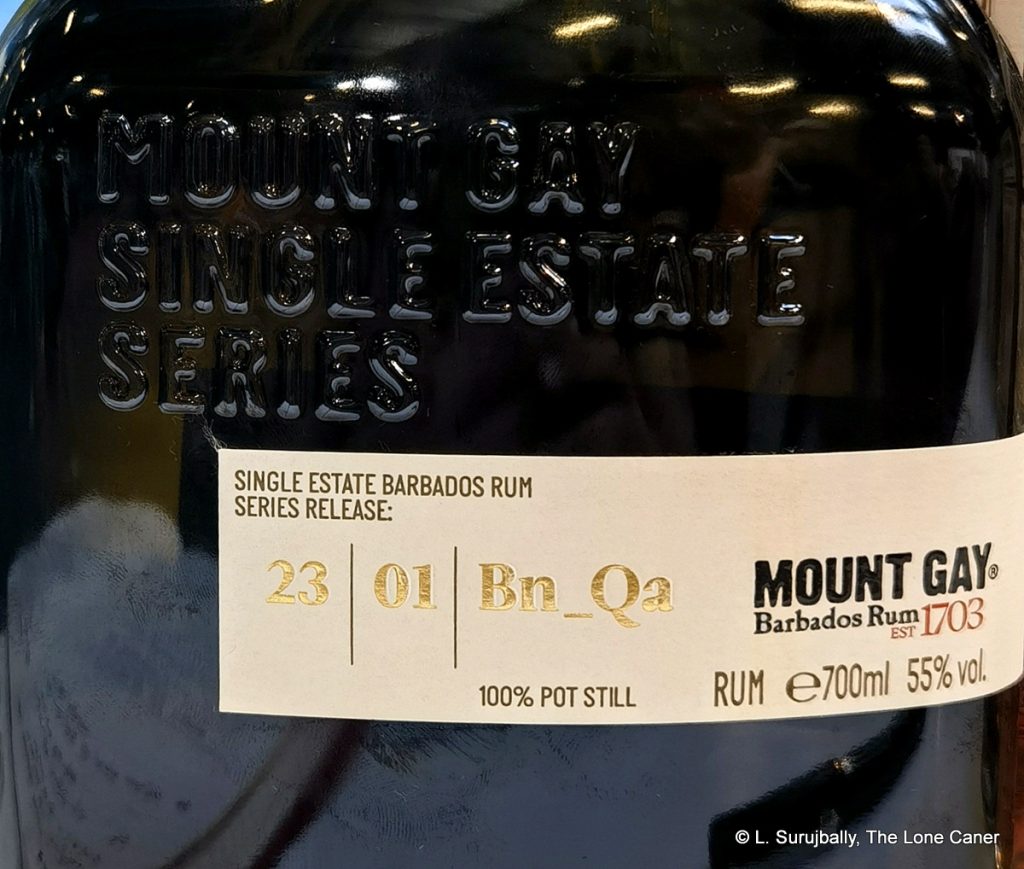 MOUNT GAY
SINGLE ESTATE
SERIES
SINGLE ESTATE BARBADOS RUM
SERIES RELEASE:
23 | 01 | Bn_Qa
100% POT STILL
MOUNT GAY®
Barbados Rum
EST 1703
RUM ℮700ml 55% vol.
© L. Surujbally, The Lone Caner